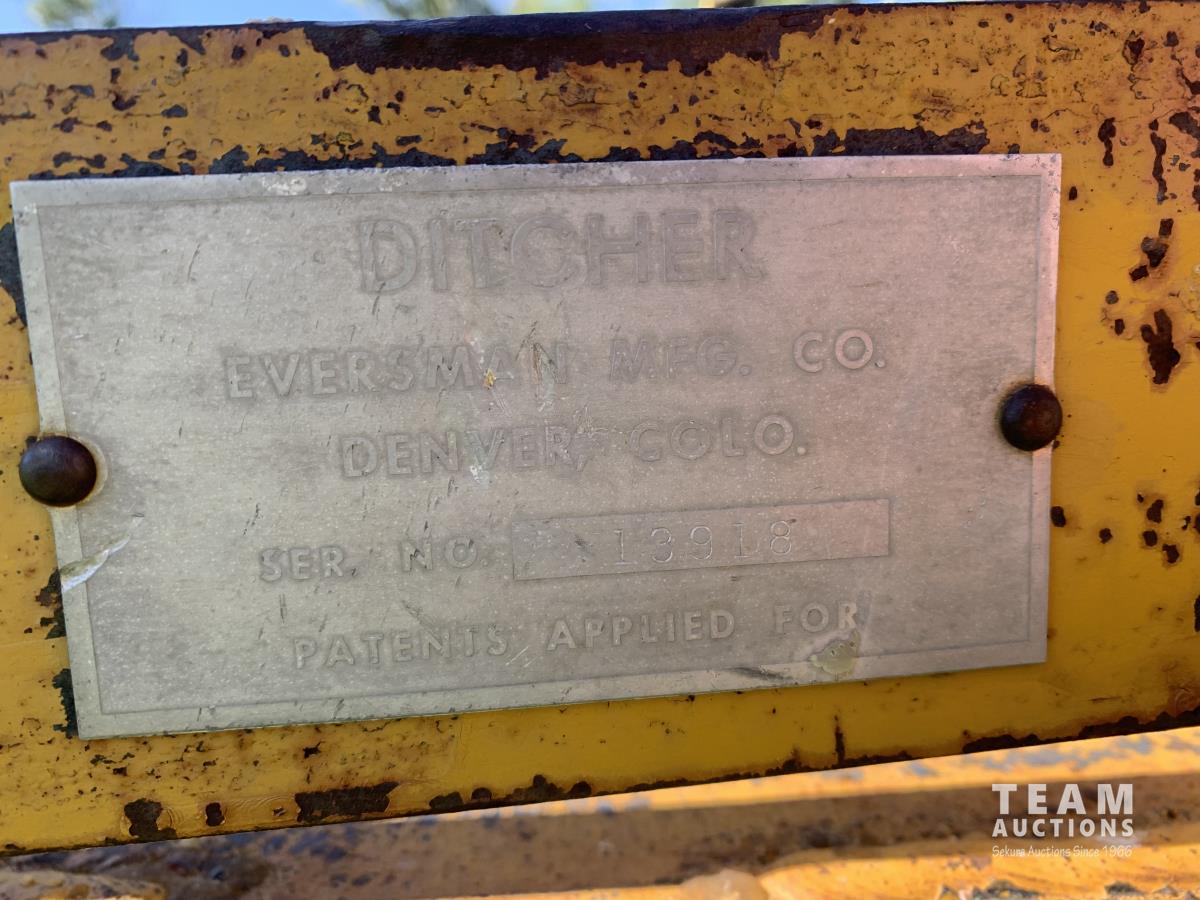 DITCHER
EVERSMAN MFG. CO.
DENVER, COLO.
SER. NO. 13918
PATENTS APPLIED FOR
TEAM
AUCTIONS
Sekura Auctions Since 1966